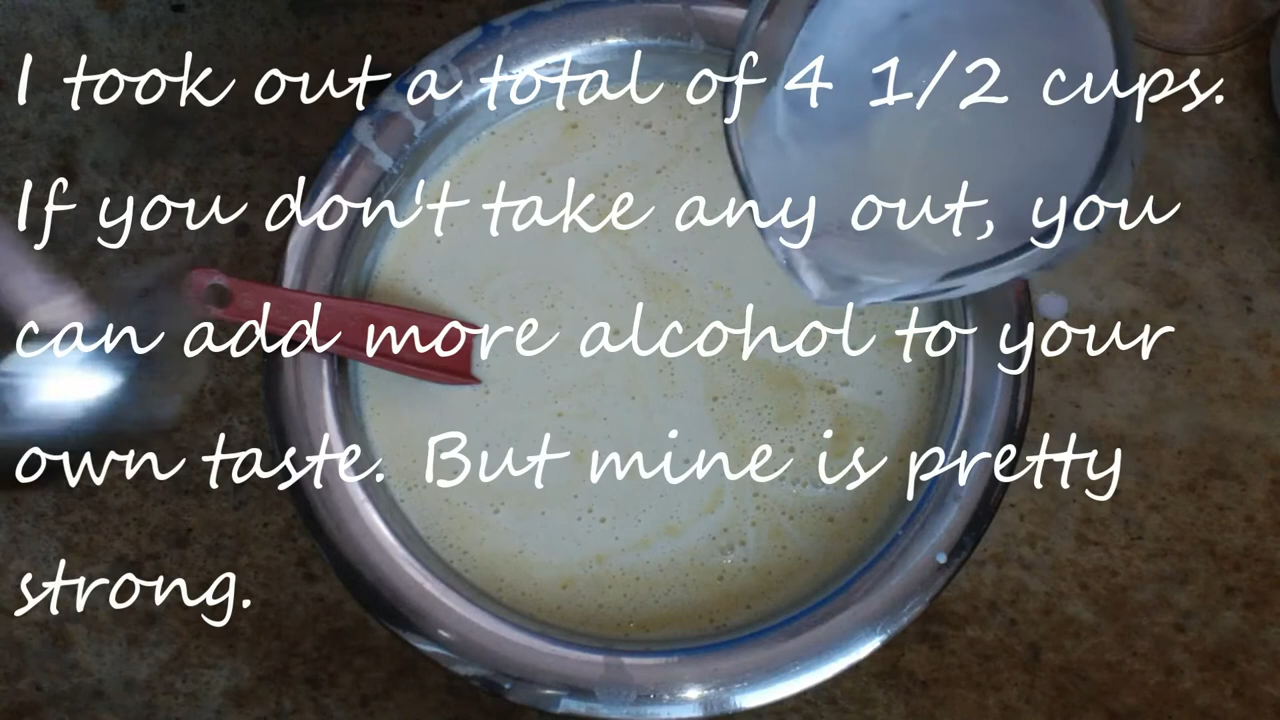 I took out a total of 4 1/2 cups.
If you don't take any out, you
can add more alcohol to your
own taste. But mine is pretty
strong.